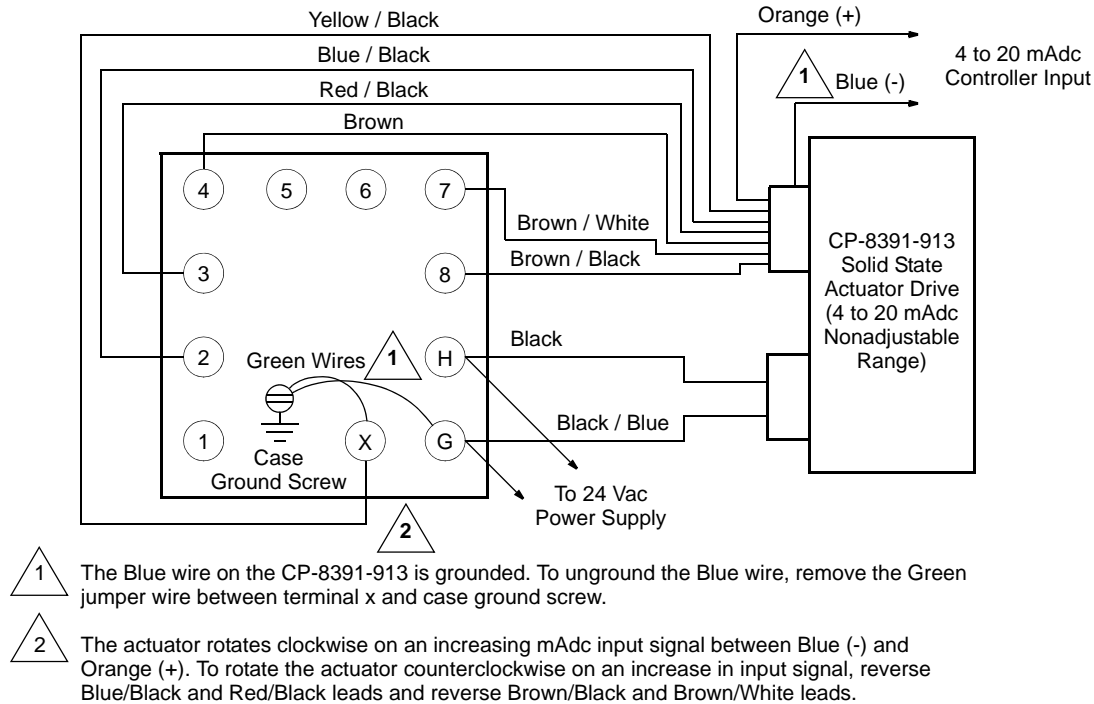 Yellow / Black
Orange (+)
Blue / Black
4 to 20 mAdc
Controller Input
1
Blue (-)
Red / Black
Brown
4
5
6
7
Brown / White
CP-8391-913
Solid State
Actuator Drive
(4 to 20 mAdc
Nonadjustable
Range)
3
8
Brown / Black
2
Green Wires
1
H
Black
1
Case
Ground Screw
X
G
Black / Blue
To 24 Vac
Power Supply
2
1
The Blue wire on the CP-8391-913 is grounded. To unground the Blue wire, remove the Green
jumper wire between terminal x and case ground screw.
2
The actuator rotates clockwise on an increasing mAdc input signal between Blue (-) and
Orange (+). To rotate the actuator counterclockwise on an increase in input signal, reverse
Blue/Black and Red/Black leads and reverse Brown/Black and Brown/White leads.